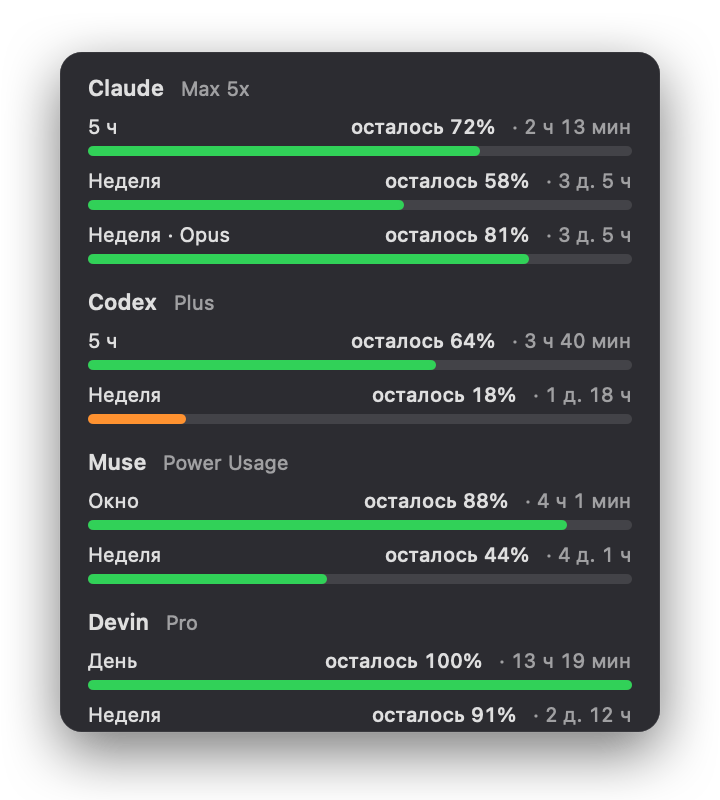 Claude Max 5x
5 ч осталось 72% · 2 ч 13 мин
Неделя осталось 58% · 3 д. 5 ч
Неделя · Opus осталось 81% · 3 д. 5 ч
Codex Plus
5 ч осталось 64% · 3 ч 40 мин
Неделя осталось 18% · 1 д. 18 ч
Muse Power Usage
Окно осталось 88% · 4 ч 1 мин
Неделя осталось 44% · 4 д. 1 ч
Devin Pro
День осталось 100% · 13 ч 19 мин
Неделя осталось 91% · 2 д. 12 ч